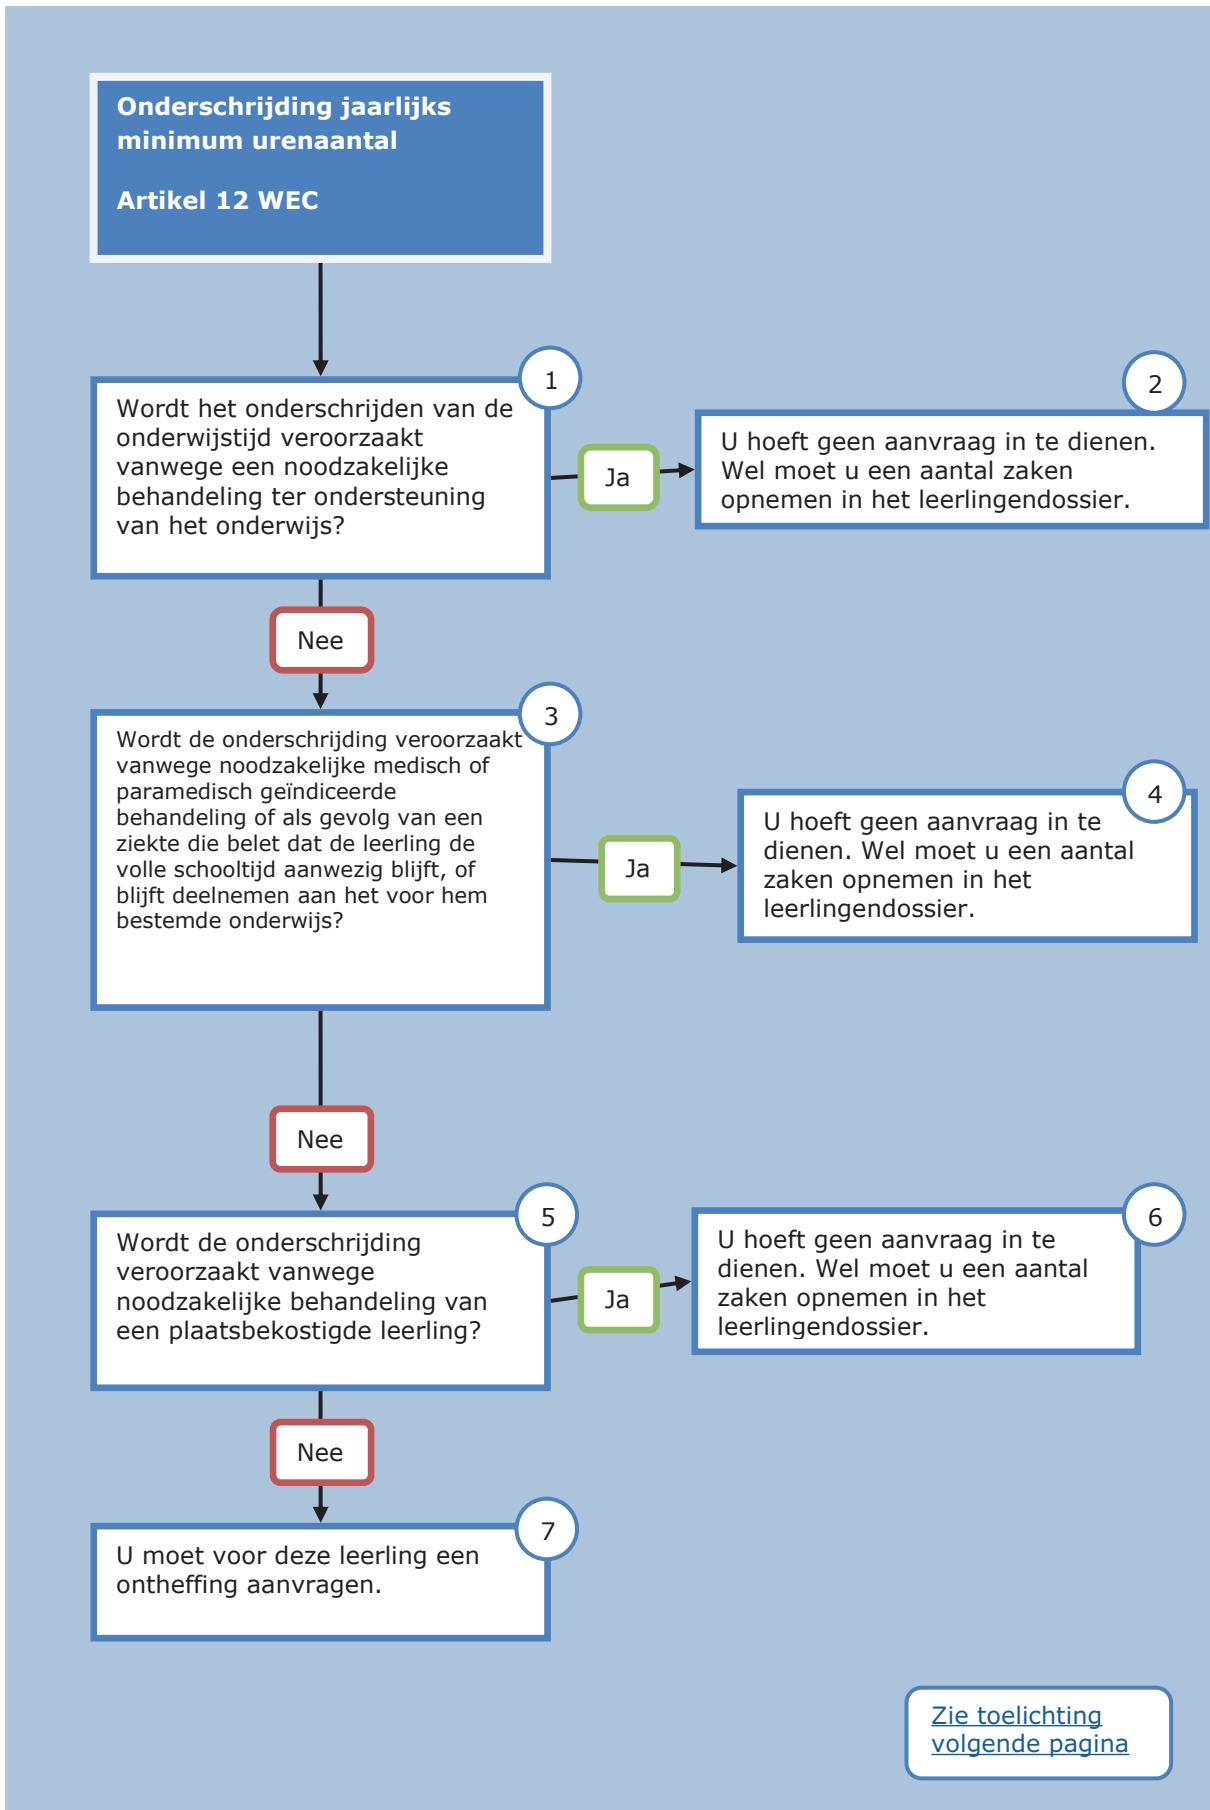 Onderschrijding jaarlijks
minimum urenaantal
Artikel 12 WEC
1
Wordt het onderschrijden van de
onderwijstijd veroorzaakt
vanwege een noodzakelijke
behandeling ter ondersteuning
van het onderwijs?
Ja
2
U hoeft geen aanvraag in te dienen.
Wel moet u een aantal zaken
opnemen in het leerlingendossier.
Nee
3
Wordt de onderschrijding veroorzaakt
vanwege noodzakelijke medisch of
paramedisch geïndiceerde
behandeling of als gevolg van een
ziekte die belet dat de leerling de
volle schooltijd aanwezig blijft, of
blijft deelnemen aan het voor hem
bestemde onderwijs?
Ja
4
U hoeft geen aanvraag in te
dienen. Wel moet u een aantal
zaken opnemen in het
leerlingendossier.
Nee
5
Wordt de onderschrijding
veroorzaakt vanwege
noodzakelijke behandeling van
een plaatsbekostigde leerling?
Ja
6
U hoeft geen aanvraag in te
dienen. Wel moet u een aantal
zaken opnemen in het
leerlingendossier.
Nee
7
U moet voor deze leerling een
ontheffing aanvragen.
Zie toelichting
volgende pagina